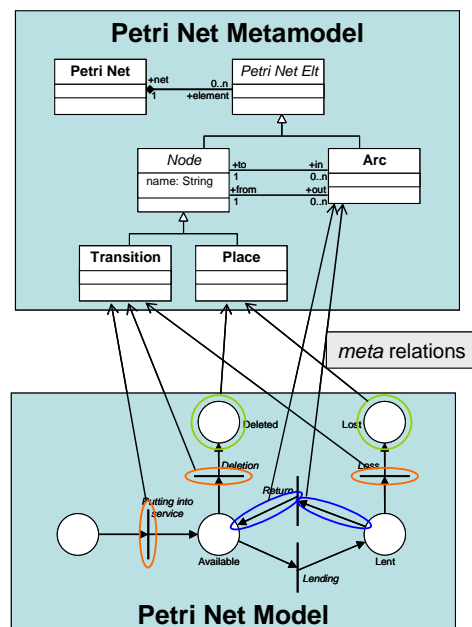 Petri Net Metamodel
Petri Net
+net
1
0..n
+element
Petri Net Elt
Node
name: String
+to
1
+in
0..n
+from
1
+out
0..n
Arc
Transition
Place
meta relations
Deleted
Lost
Deletion
Loss
Return
Putting into
service
Available
Lent
Lending
Petri Net Model